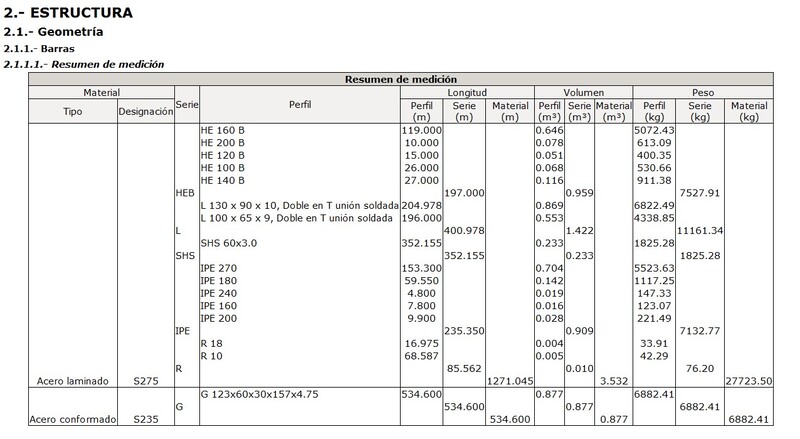 2.- ESTRUCTURA
2.1.- Geometría
2.1.1.- Barras
2.1.1.1.- Resumen de medición
Resumen de medición
Material Serie Perfil Longitud Volumen Peso
Tipo Designación Perfil (m) Serie (m) Material (m) Perfil (m³) Serie (m³) Material (m³) Perfil (kg) Serie (kg) Material (kg)
HE 160 B 119.000 0.646 5072.43
HE 200 B 10.000 0.078 613.09
HE 120 B 15.000 0.051 400.35
HE 100 B 26.000 0.068 530.66
HE 140 B 27.000 0.116 911.38
HEB 197.000 0.959 7527.91
L 130 x 90 x 10, Doble en T unión soldada 204.978 0.869 6822.49
L 100 x 65 x 9, Doble en T unión soldada 196.000 0.553 4338.85
L 400.978 1.422 11161.34
SHS 60x3.0 352.155 0.233 1825.28
SHS 352.155 0.233 1825.28
IPE 270 153.300 0.704 5523.63
IPE 180 59.550 0.142 1117.25
IPE 240 4.800 0.019 147.33
IPE 160 7.800 0.016 123.07
IPE 200 9.900 0.028 221.49
IPE 235.350 0.909 7132.77
R 18 16.975 0.004 33.91
R 10 68.587 0.005 42.29
R 85.562 0.010 76.20
Acero laminado S275 1271.045 3.532 27723.50
G 123x60x30x157x4.75 534.600 0.877 6882.41
G 534.600 0.877 6882.41
Acero conformado S235 534.600 0.877 6882.41